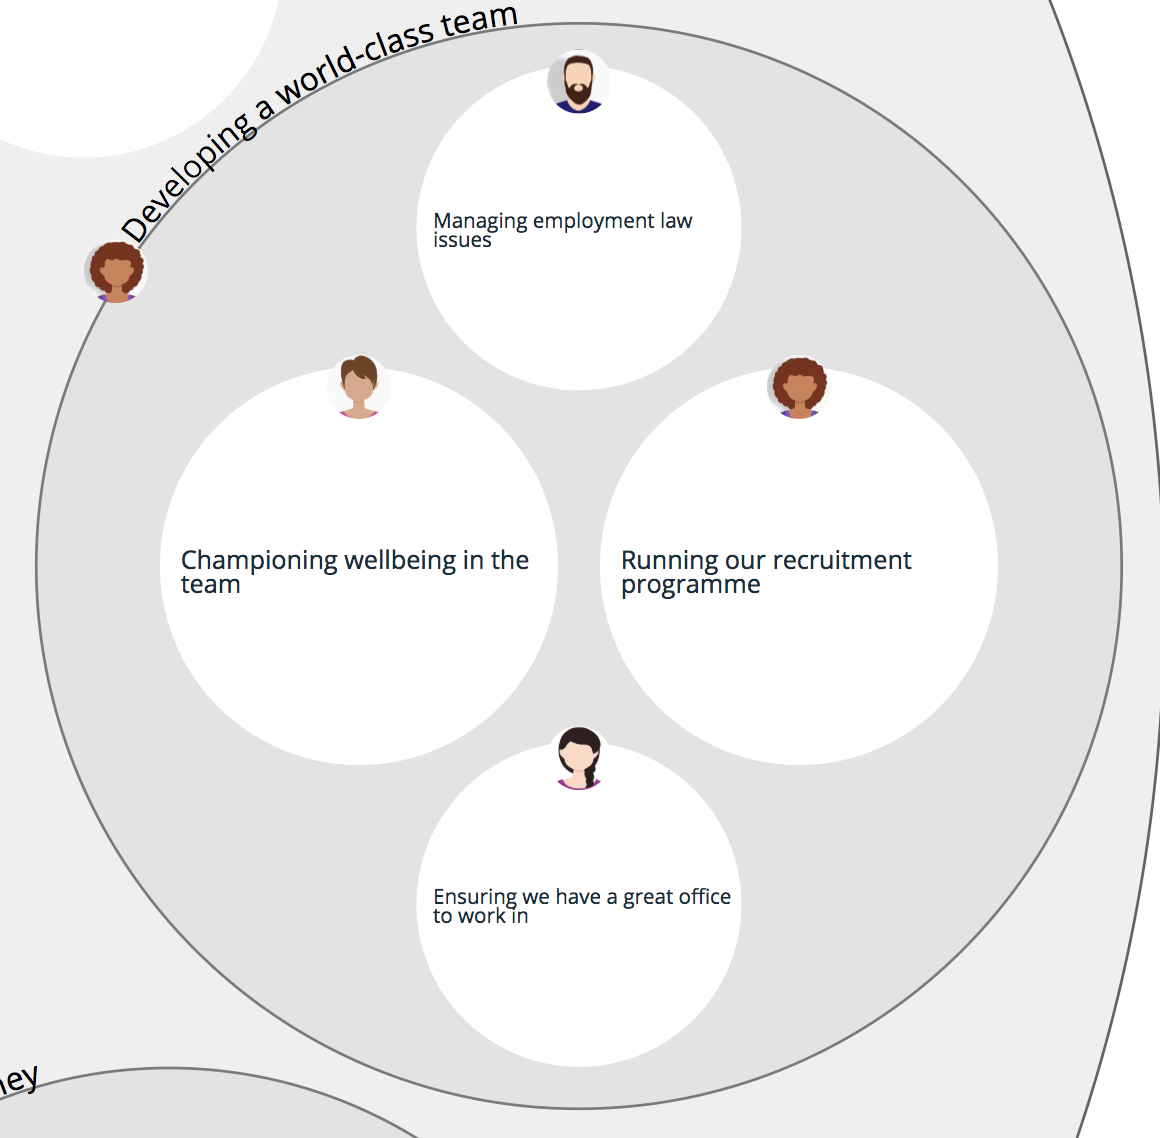 Developing a world-class team
Managing employment law
issues
Championing wellbeing in the
team
Running our recruitment
programme
Ensuring we have a great office
to work in
ey